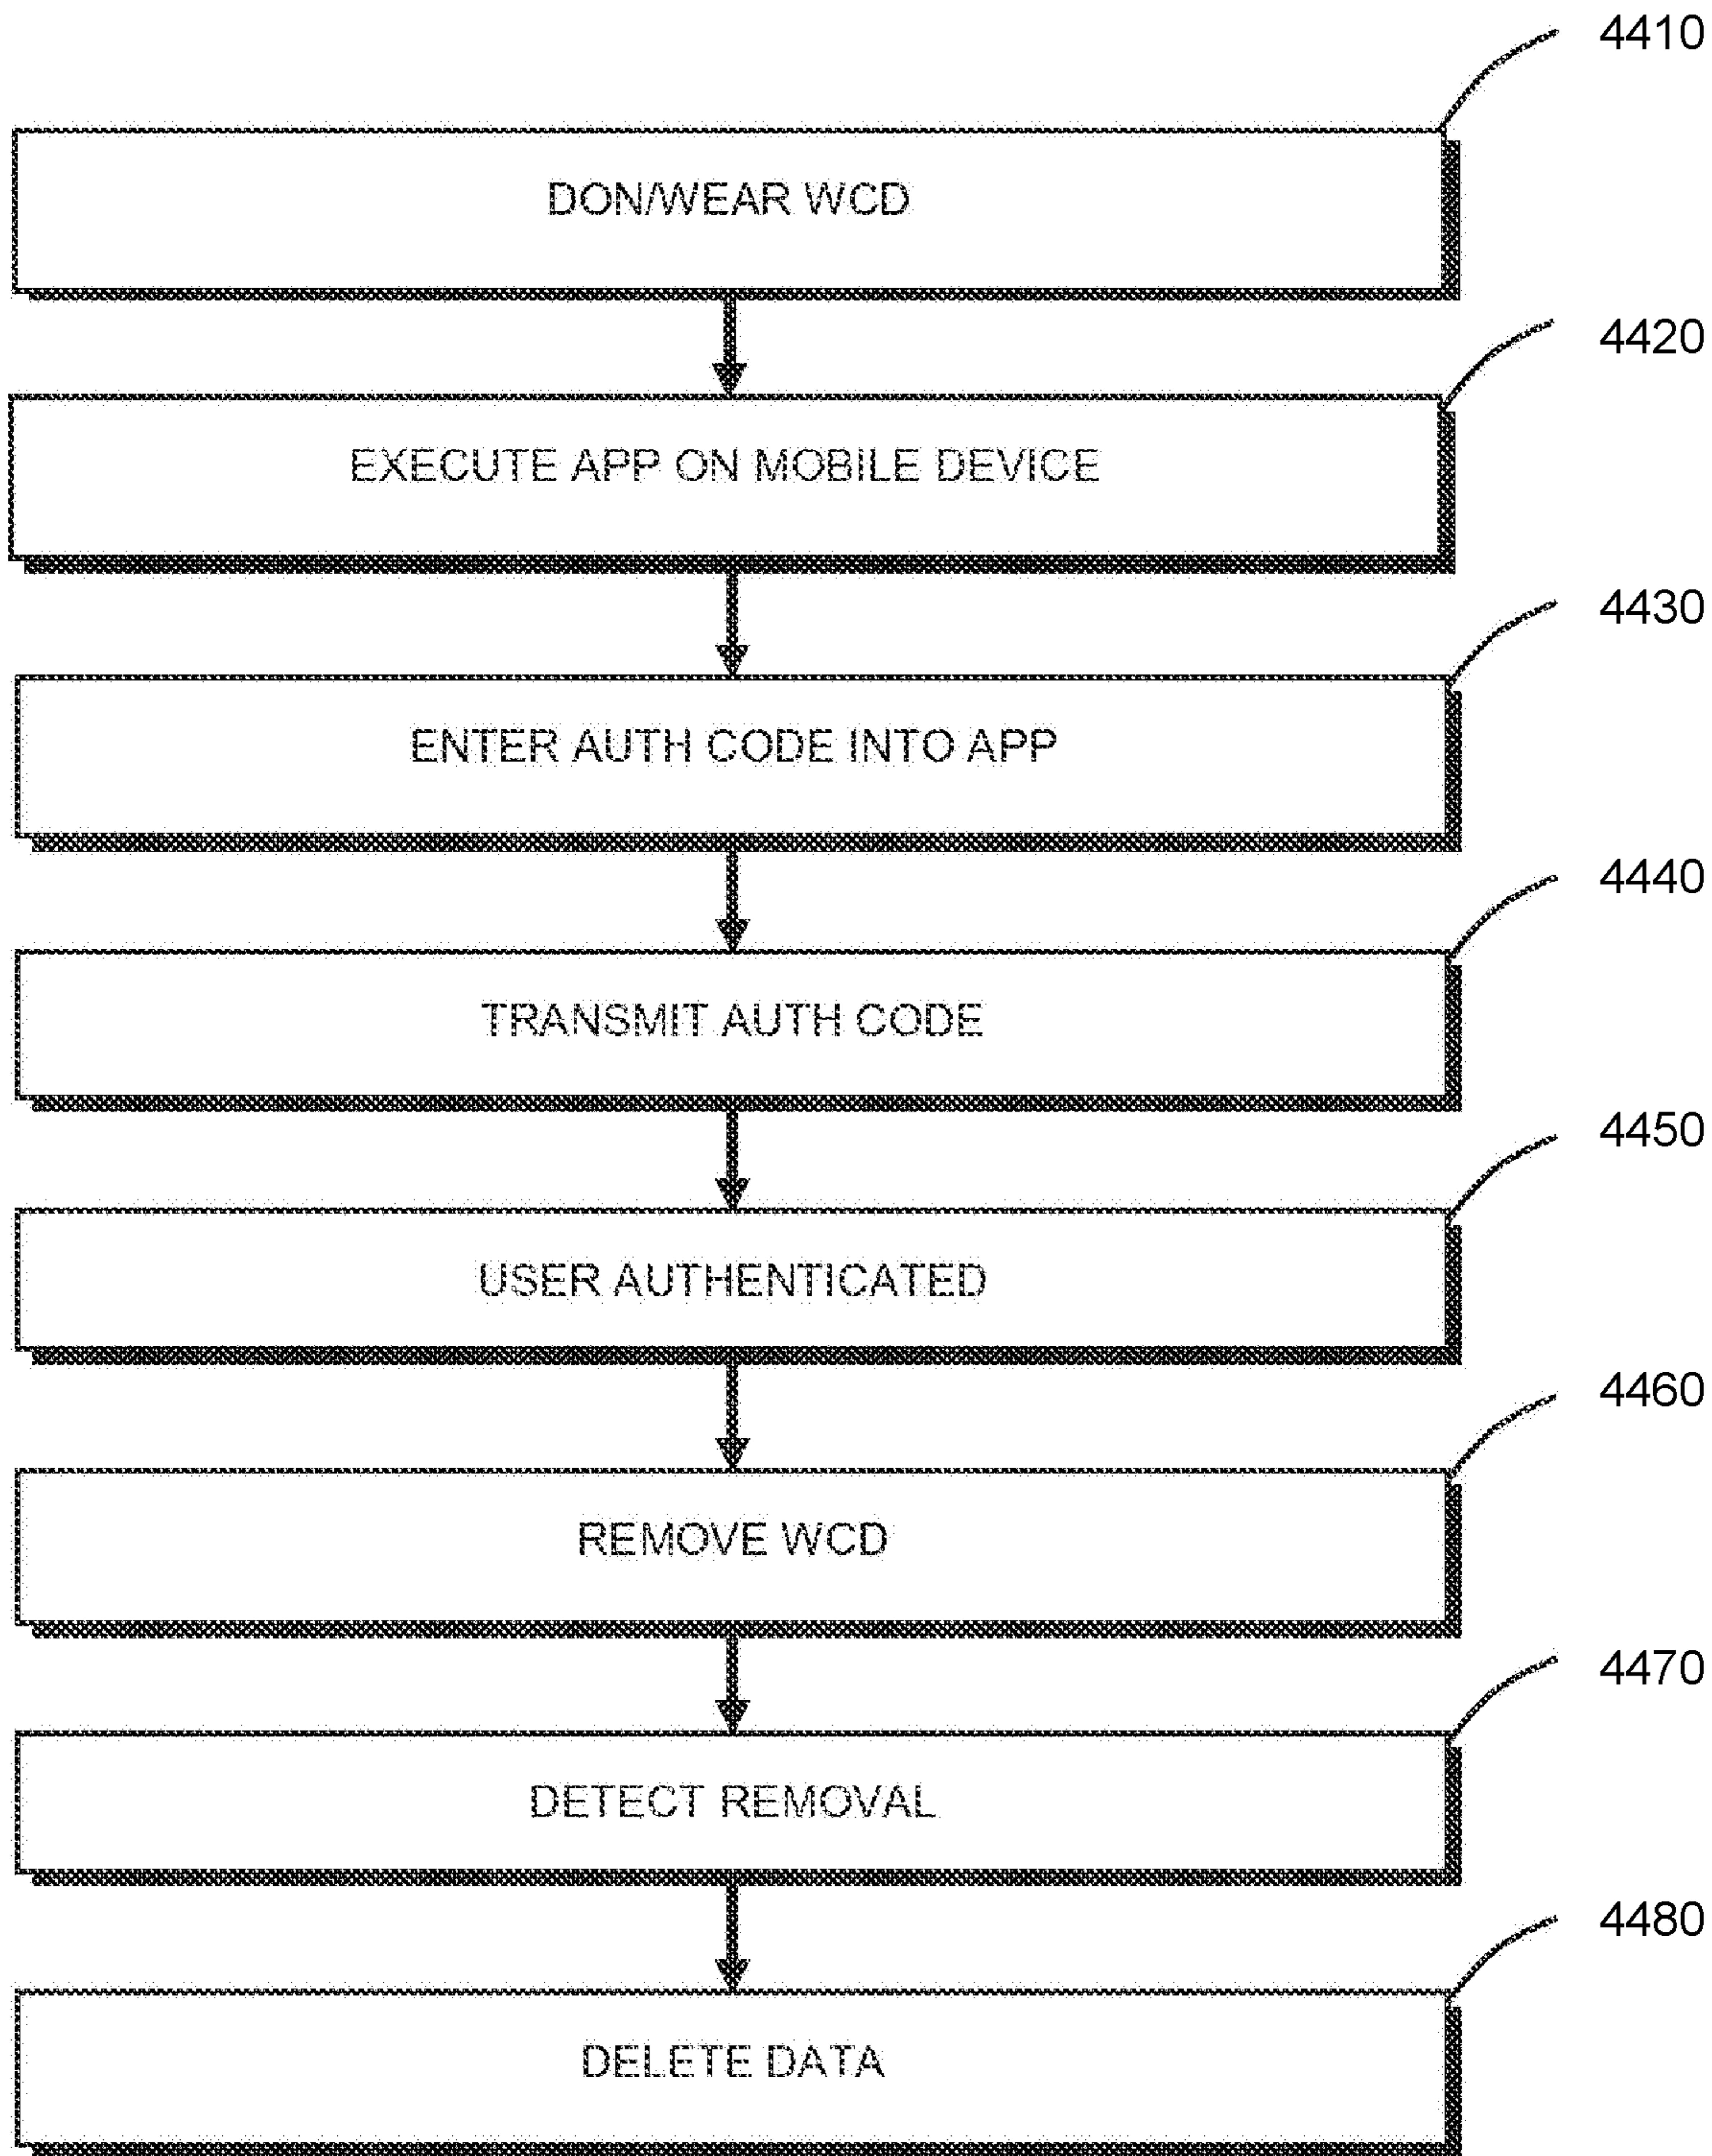 4410
DON/WEAR WCD
4420
EXECUTE APP ON MOBILE DEVICE
4430
ENTER AUTH CODE INTO APP
4440
TRANSMIT AUTH CODE
4450
USER AUTHENTICATED
4460
REMOVE WCD
4470
DETECT REMOVAL
4480
DELETE DATA